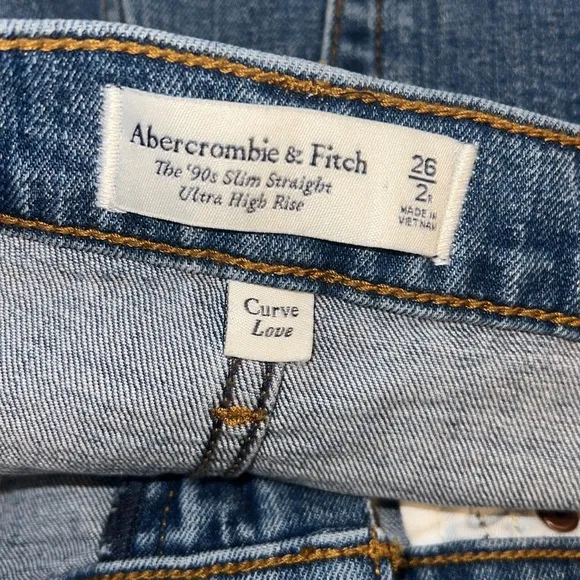 Abercrombie & Fitch
The '90s Slim Straight
Ultra High Rise
26
2R
MADE IN
VIETNAM
Curve
Love